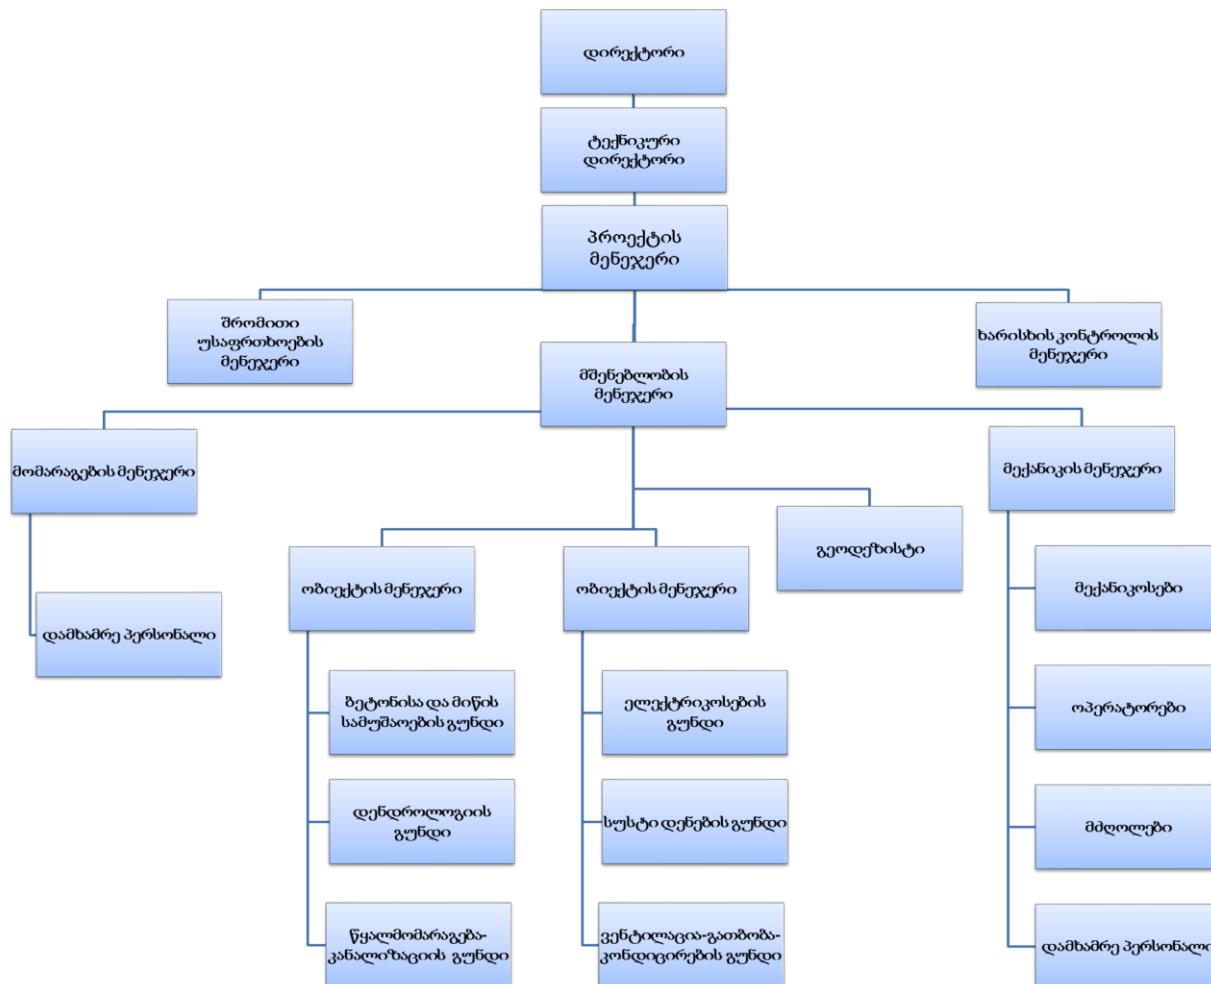 დირექტორი
ტექნიკური
დირექტორი
პროექტის
მენეჯერი
შრომითი
უსაფრთხოების
მენეჯერი
ხარისხის კონტროლის
მენეჯერი
მშენებლობის
მენეჯერი
მომარაგების მენეჯერი
მექანიკის მენეჯერი
გეოდეზისტი
ობიექტის მენეჯერი
ობიექტის მენეჯერი
მექანიკოსები
დამხამრე პერსონალი
ბეტონისა და მიწის
სამუშაოების გუნდი
ელექტრიკოსების
გუნდი
ოპერატორები
დენდროლოგიის
გუნდი
სუსტი დენების გუნდი
მძღოლები
წყალმომარაგება-
კანალიზაციის გუნდი
ვენტილაცია-გათბობა-
კონდიცირების გუნდი
დამხამრე პერსონალი